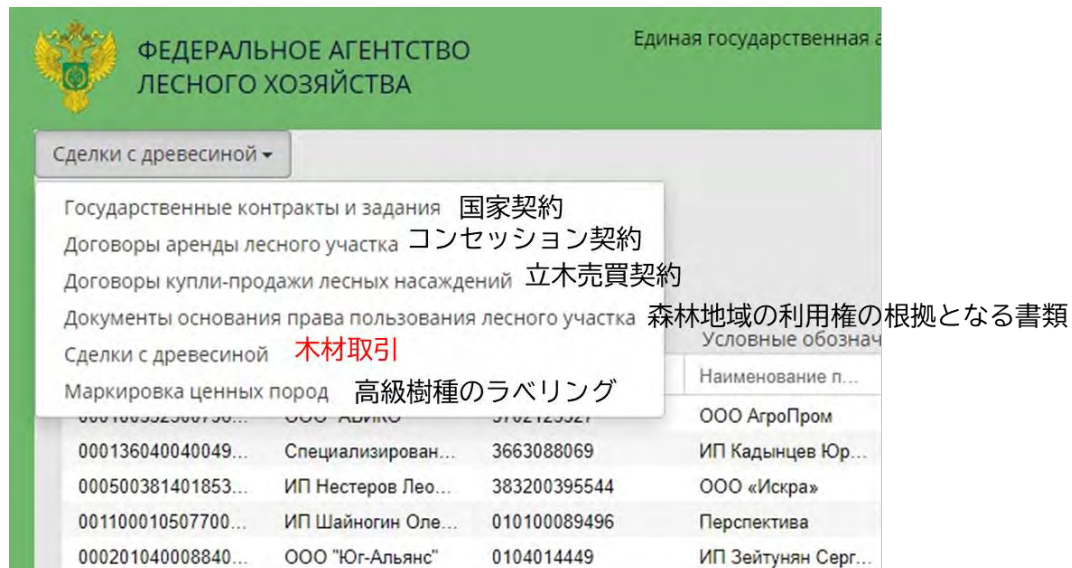 ФЕДЕРАЛЬНОЕ АГЕНТСТВО
ЛЕСНОГО ХОЗЯЙСТВА
Единая государственная а
Сделки с древесиной
Государственные контракты и задания 国家契約
Договоры аренды лесного участка コンセッション契約
Договоры купли-продажи лесных насаждений 立木売買契約
Документы основания права пользования лесного участка 森林地域の利用権の根拠となる書類
Условные обознач
Сделки с древесиной 木材取引
Наименование п...
Маркировка ценных пород 高級樹種のラベリング
ООО АгроПром
000136040040049... Специализирован... 3663088069 ИП Кадынцев Юр...
000500381401853... ИП Нестеров Лео... 383200395544 ООО «Искра»
001100010507700... ИП Шайногин Оле... 010100089496 Перспектива
000201040008840... ООО "Юг-Альянс" 0104014449 ИП Зейтунян Серг...